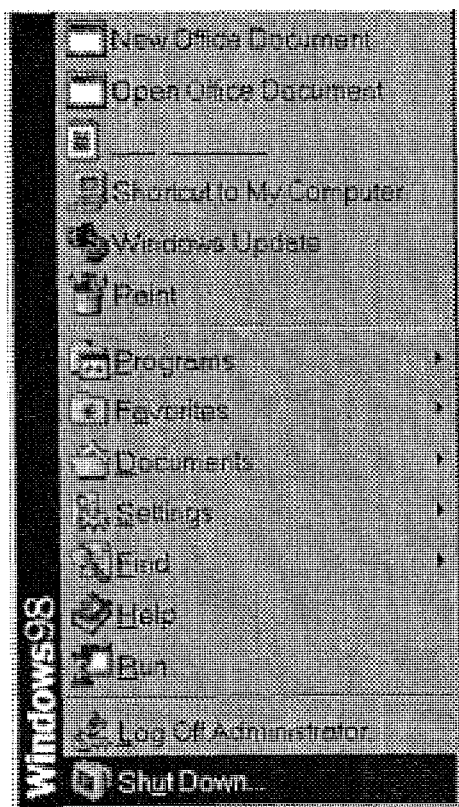 New Office Document
Open Office Document
Shortcut to My Computer
Windows Update
Paint
Programs
Favorites
Documents
Settings
Find
Help
Run
Log Off Administrator
Shut Down...
Windows98